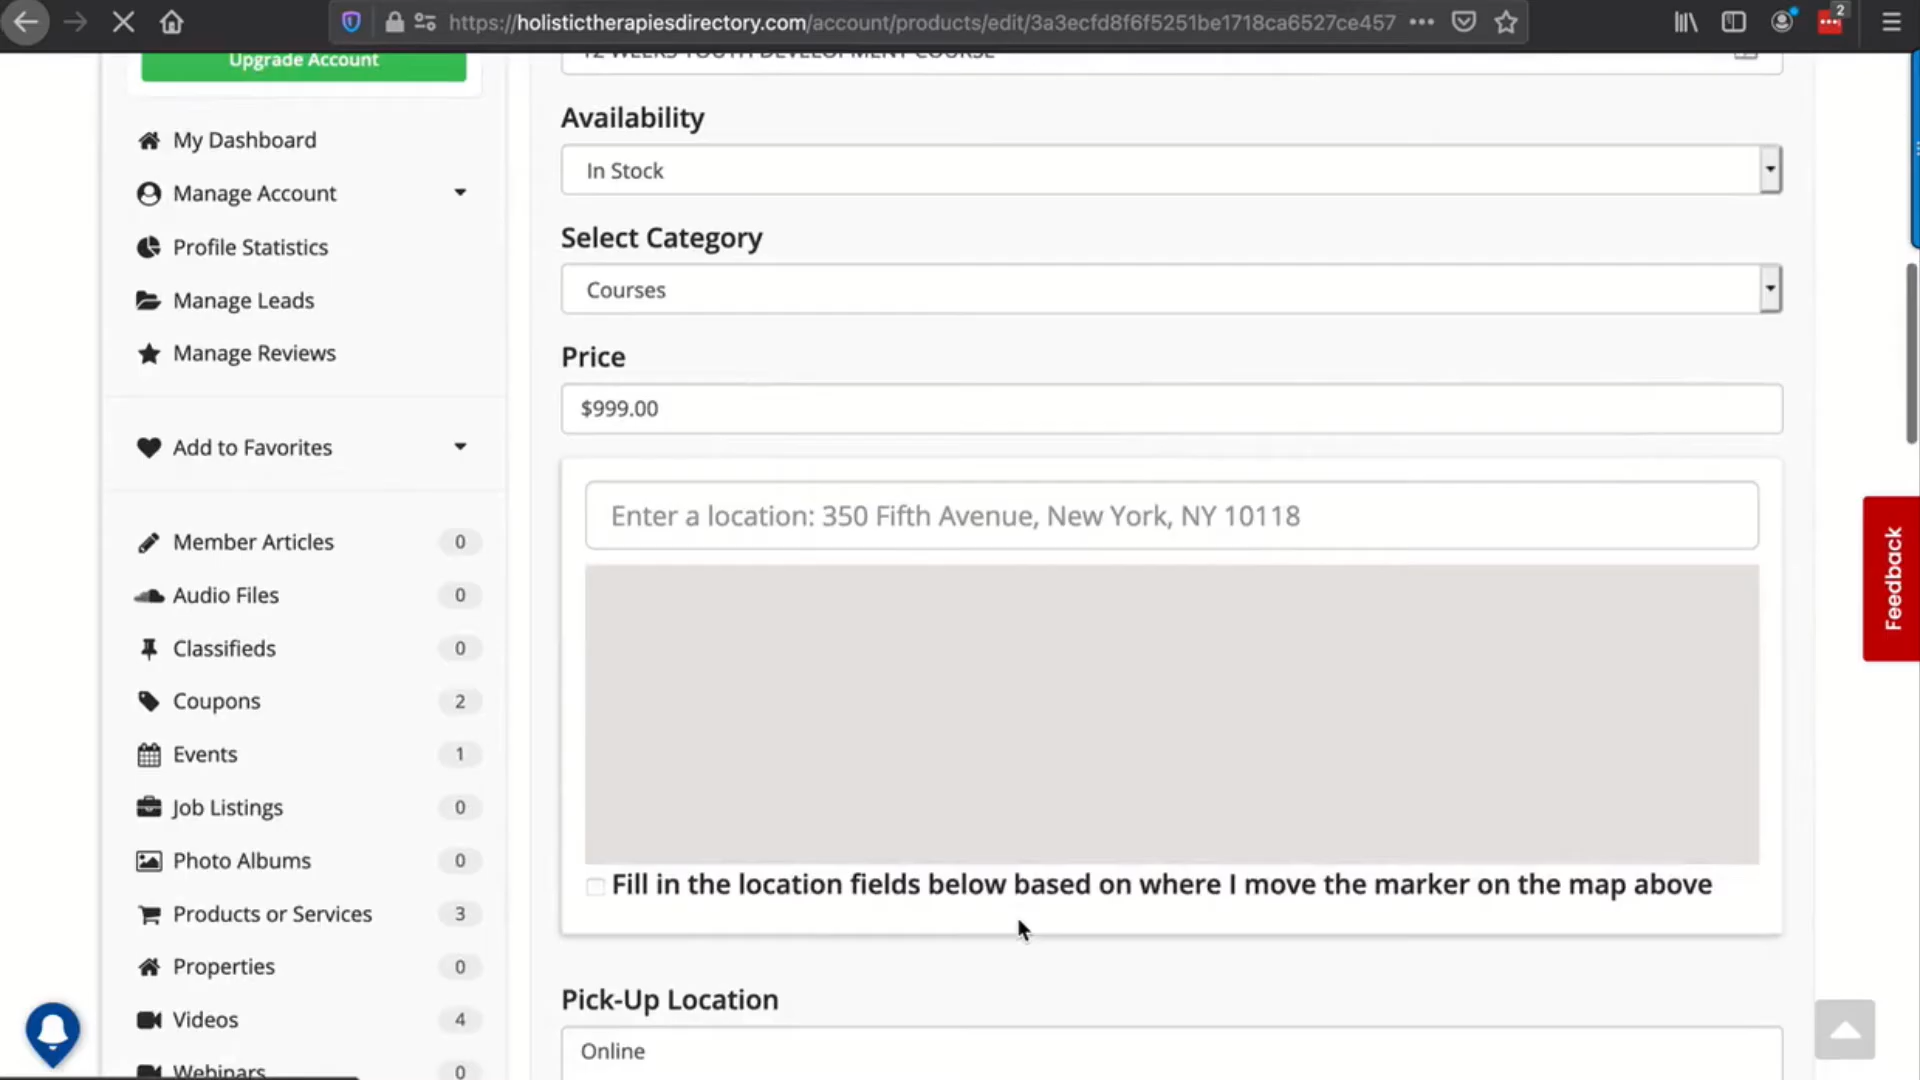 https://holistictherapiesdirectory.com/account/products/edit/3a3ecfd8f6f5251be1718ca6527ce457
2
Upgrade Account
12 WEEKS YOUTH DEVELOPMENT COURSE
My Dashboard
Manage Account
Profile Statistics
Manage Leads
Manage Reviews
Add to Favorites
Member Articles 0
Audio Files 0
Classifieds 0
Coupons 2
Events 1
Job Listings 0
Photo Albums 0
Products or Services 3
Properties 0
Videos 4
Webinars 0
Availability
In Stock
Select Category
Courses
Price
$999.00
Enter a location: 350 Fifth Avenue, New York, NY 10118
Fill in the location fields below based on where I move the marker on the map above
Pick-Up Location
Online
Feedback